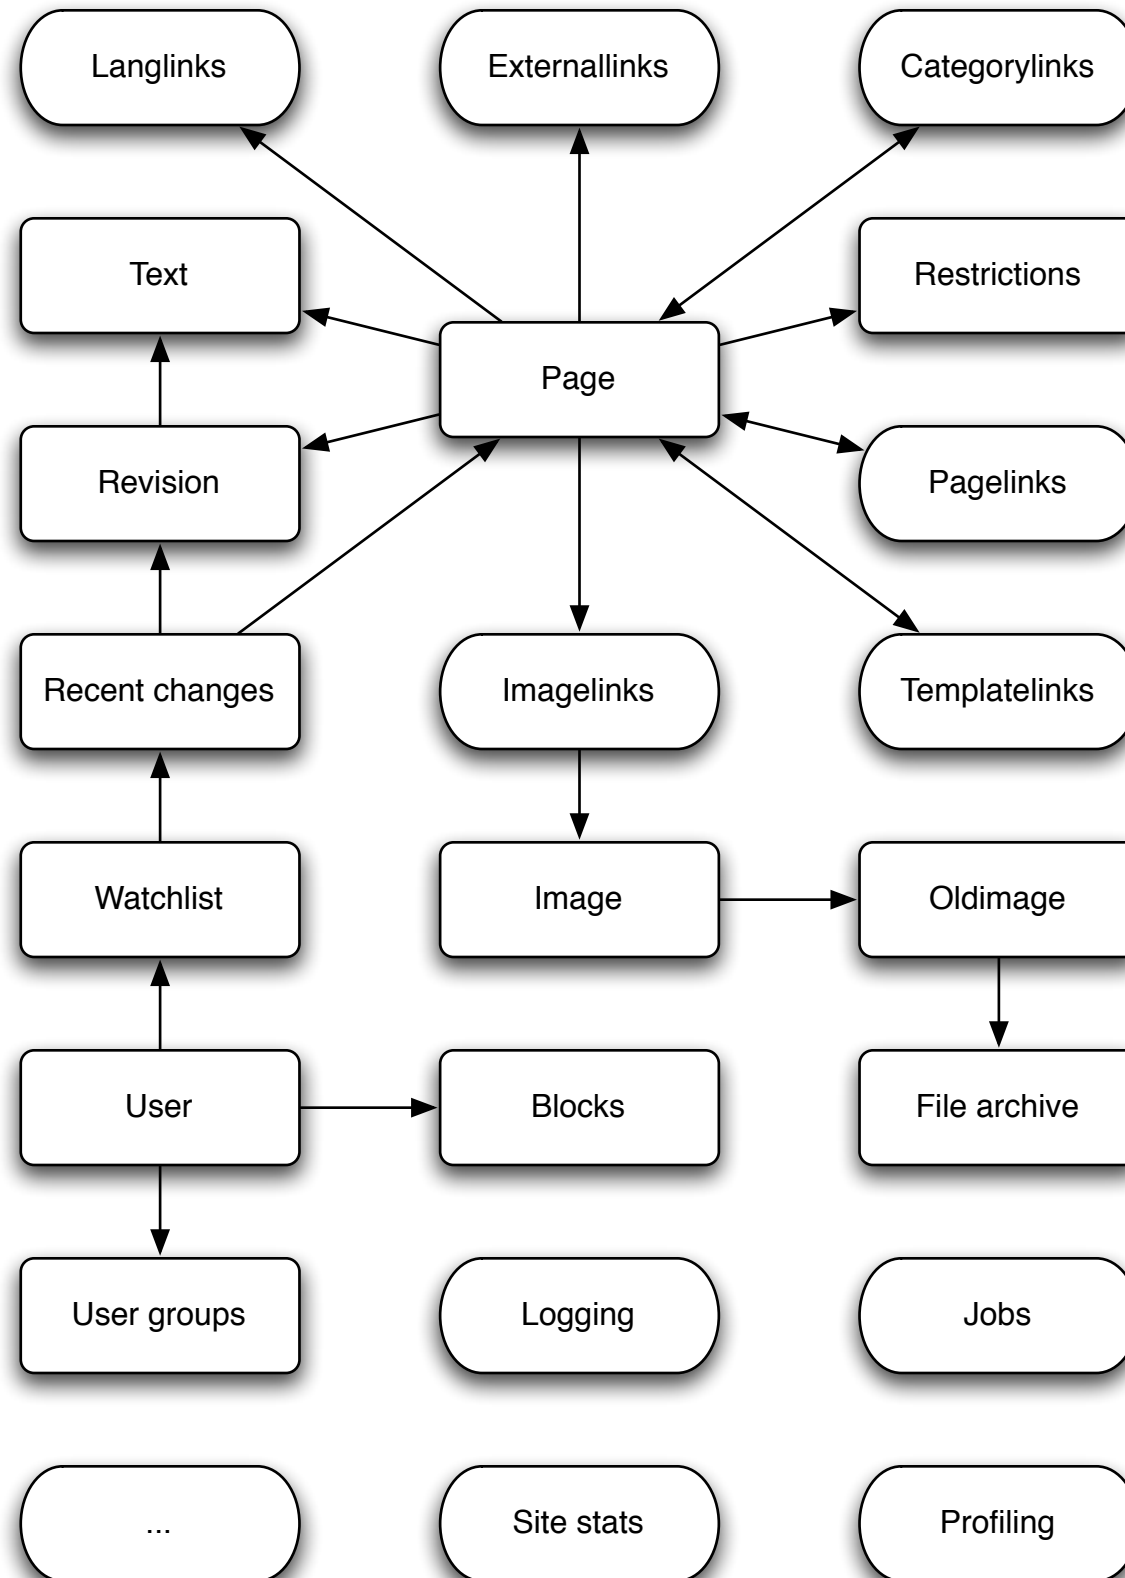 Langlinks
Externallinks
Categorylinks
Text
Restrictions
Page
Revision
Pagelinks
Recent changes
Imagelinks
Templatelinks
Watchlist
Image
Oldimage
User
Blocks
File archive
User groups
Logging
Jobs
...
Site stats
Profiling